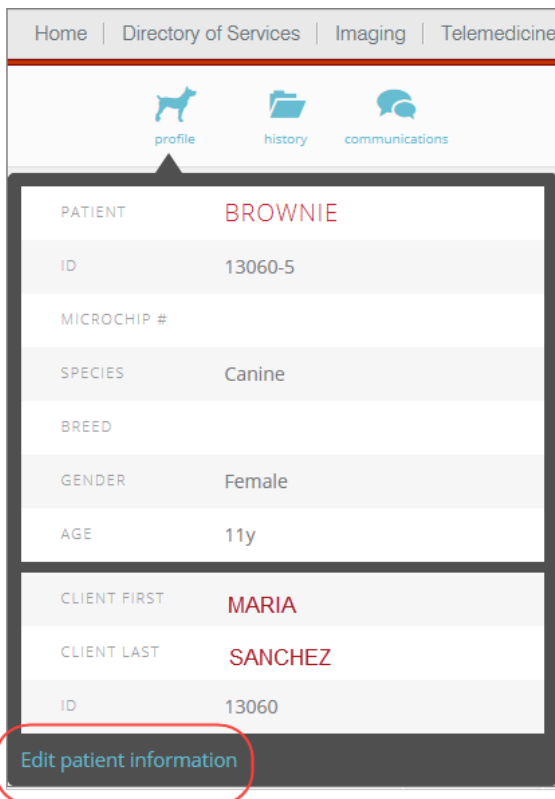 Home | Directory of Services | Imaging | Telemedicine
profile history communications
PATIENT BROWNIE
ID 13060-5
MICROCHIP #
SPECIES Canine
BREED
GENDER Female
AGE 11y
CLIENT FIRST MARIA
CLIENT LAST SANCHEZ
ID 13060
Edit patient information